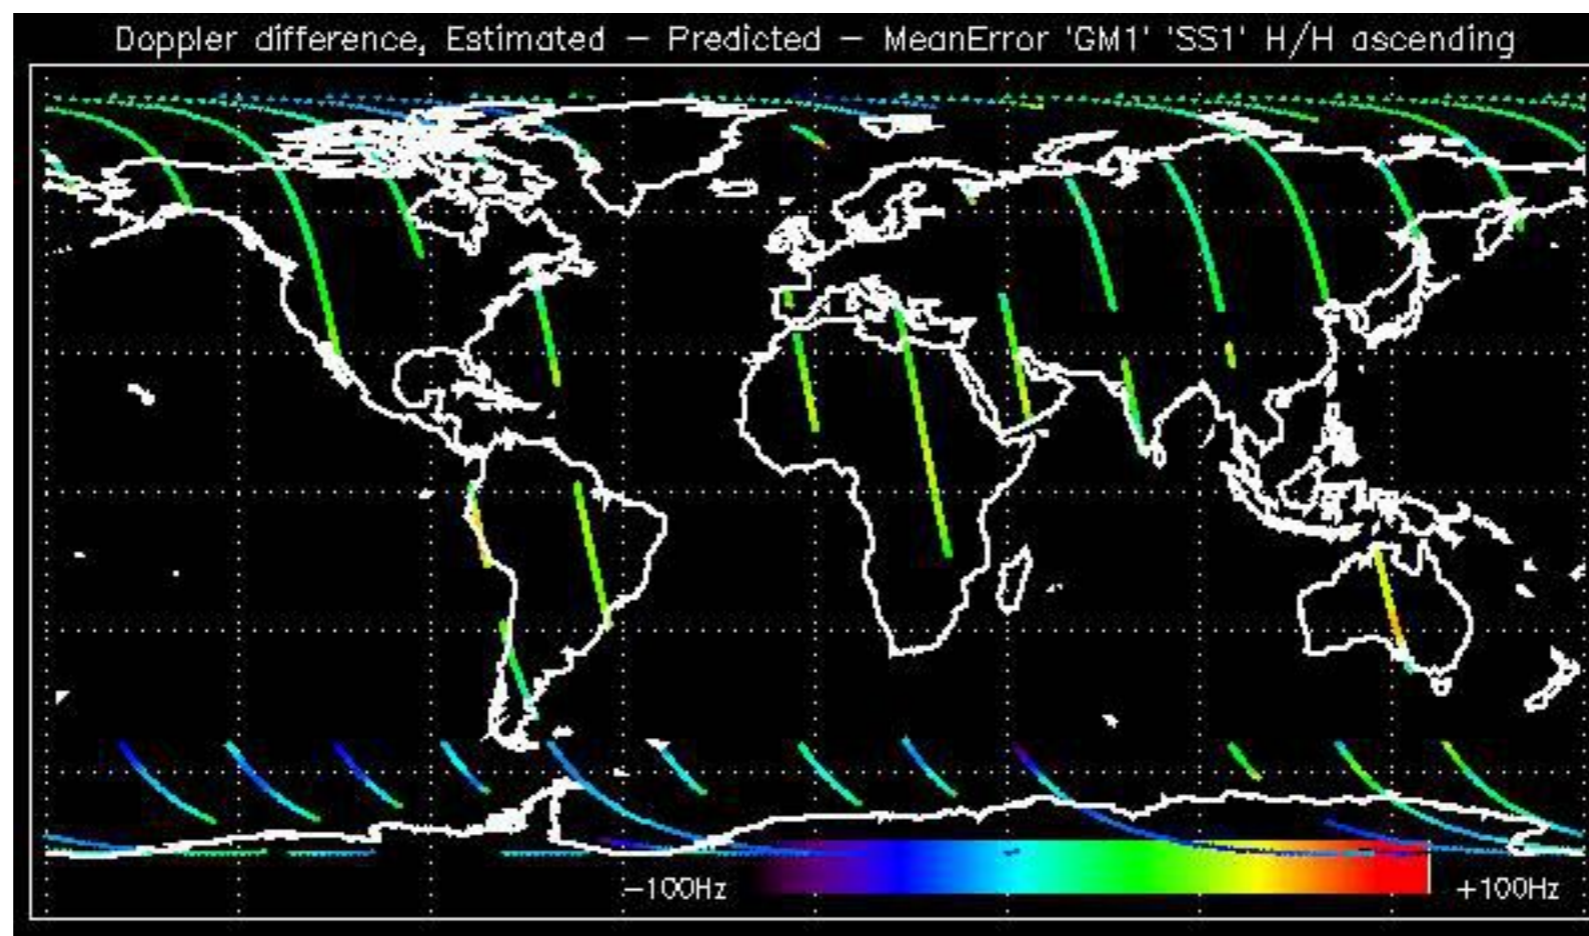 Doppler difference, Estimated – Predicted – MeanError 'GM1' 'SS1' H/H ascending
–100Hz
+100Hz